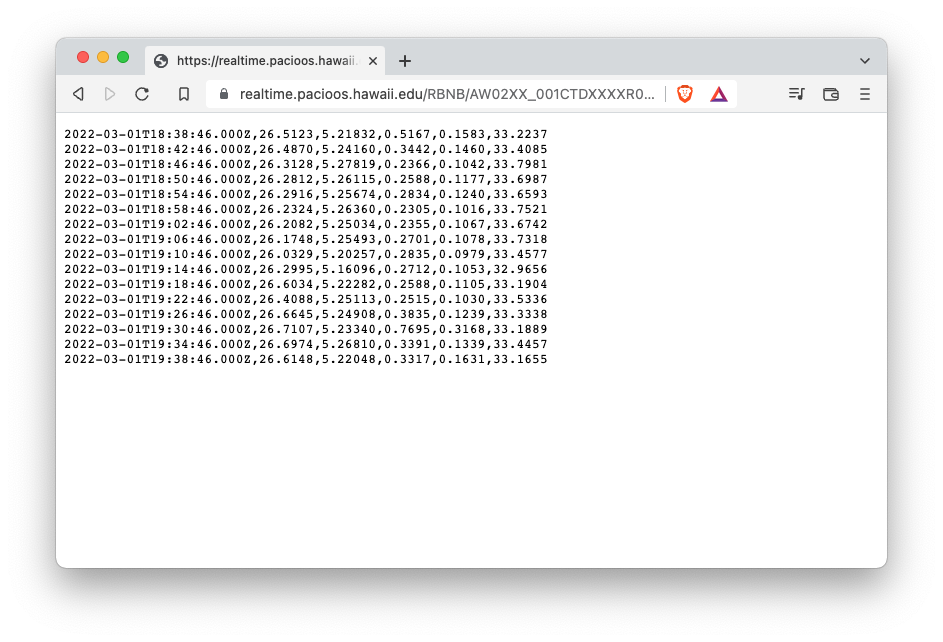 https://realtime.pacioos.hawaii.
realtime.pacioos.hawaii.edu/RBNB/AW02XX_001CTDXXXXR0...
2022-03-01T18:38:46.000Z,26.5123,5.21832,0.5167,0.1583,33.2237
2022-03-01T18:42:46.000Z,26.4870,5.24160,0.3442,0.1460,33.4085
2022-03-01T18:46:46.000Z,26.3128,5.27819,0.2366,0.1042,33.7981
2022-03-01T18:50:46.000Z,26.2812,5.26115,0.2588,0.1177,33.6987
2022-03-01T18:54:46.000Z,26.2916,5.25674,0.2834,0.1240,33.6593
2022-03-01T18:58:46.000Z,26.2324,5.26360,0.2305,0.1016,33.7521
2022-03-01T19:02:46.000Z,26.2082,5.25034,0.2355,0.1067,33.6742
2022-03-01T19:06:46.000Z,26.1748,5.25493,0.2701,0.1078,33.7318
2022-03-01T19:10:46.000Z,26.0329,5.20257,0.2835,0.0979,33.4577
2022-03-01T19:14:46.000Z,26.2995,5.16096,0.2712,0.1053,32.9656
2022-03-01T19:18:46.000Z,26.6034,5.22282,0.2588,0.1105,33.1904
2022-03-01T19:22:46.000Z,26.4088,5.25113,0.2515,0.1030,33.5336
2022-03-01T19:26:46.000Z,26.6645,5.24908,0.3835,0.1239,33.3338
2022-03-01T19:30:46.000Z,26.7107,5.23340,0.7695,0.3168,33.1889
2022-03-01T19:34:46.000Z,26.6974,5.26810,0.3391,0.1339,33.4457
2022-03-01T19:38:46.000Z,26.6148,5.22048,0.3317,0.1631,33.1655